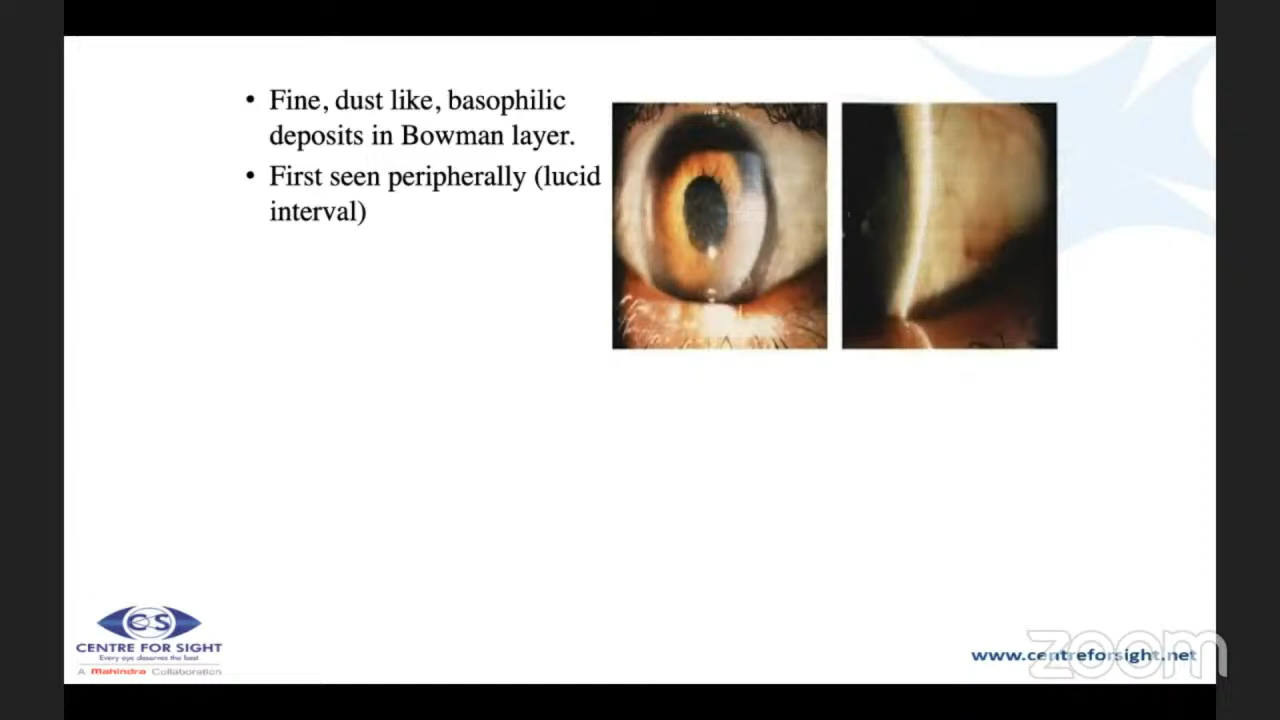 • Fine, dust like, basophilic
deposits in Bowman layer.
• First seen peripherally (lucid
interval)
CS
CENTRE FOR SIGHT
Every eye deserves the best
A Mahindra Collaboration
www.centreforsight.net
zoom